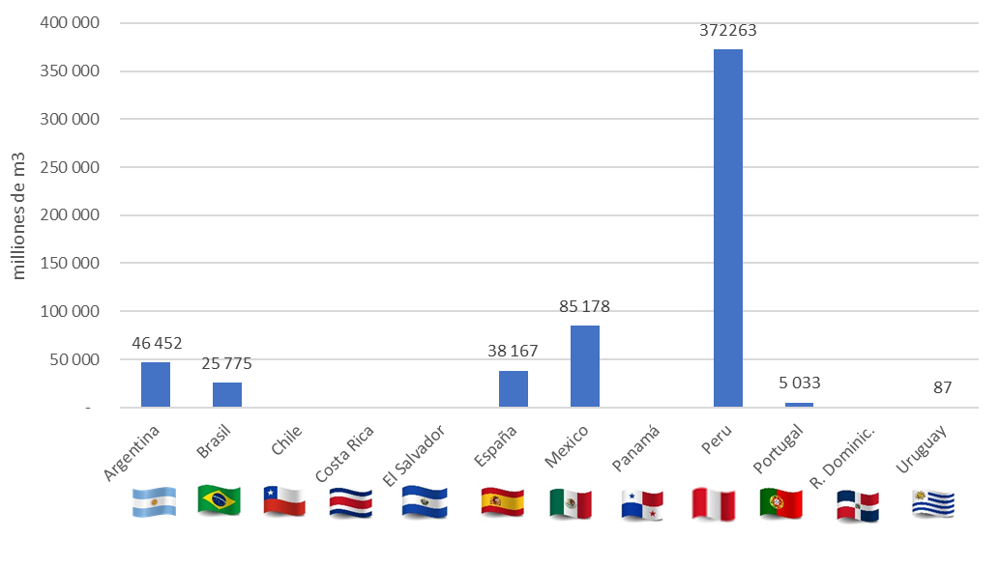 milliones de m3
400 000
350 000
300 000
250 000
200 000
150 000
100 000
50 000
-
46 452
25 775
38 167
85 178
372263
5 033
87
Argentina
Brasil
Chile
Costa Rica
El Salvador
España
Mexico
Panamá
Peru
Portugal
R. Dominic.
Uruguay